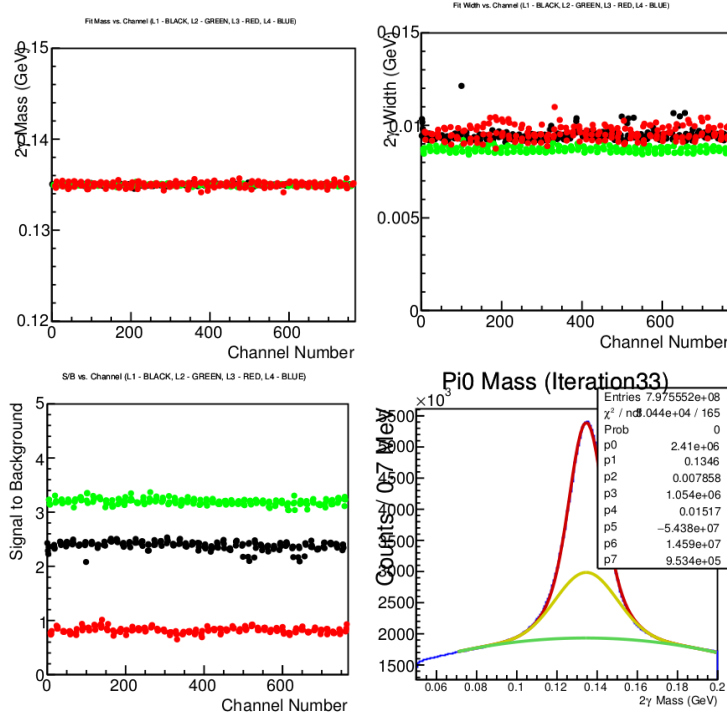 Fit Mass vs. Channel (L1 - BLACK, L2 - GREEN, L3 - RED, L4 - BLUE)
2γ Mass (GeV)
0.15
0.14
0.13
0.12
0 200 400 600
Channel Number
Fit Width vs. Channel (L1 - BLACK, L2 - GREEN, L3 - RED, L4 - BLUE)
2γ Width (GeV)
0.015
0.01
0.005
0
0 200 400 600
Channel Number
S/B vs. Channel (L1 - BLACK, L2 - GREEN, L3 - RED, L4 - BLUE)
Signal to Background
5
4
3
2
1
0
0 200 400 600
Channel Number
Pi0 Mass (Iteration33)
×10³
Counts / 0.7 MeV
5500
5000
4500
4000
3000
2500
2000
1500
0.06 0.08 0.1 0.12 0.14 0.16 0.18 0.2
2γ Mass (GeV)
Entries 7.975552e+08
χ² / ndf .044e+04 / 165
Prob 0
p0 2.41e+06
p1 0.1346
p2 0.007858
p3 1.054e+06
p4 0.01517
p5 −5.438e+07
p6 1.459e+07
p7 9.534e+05